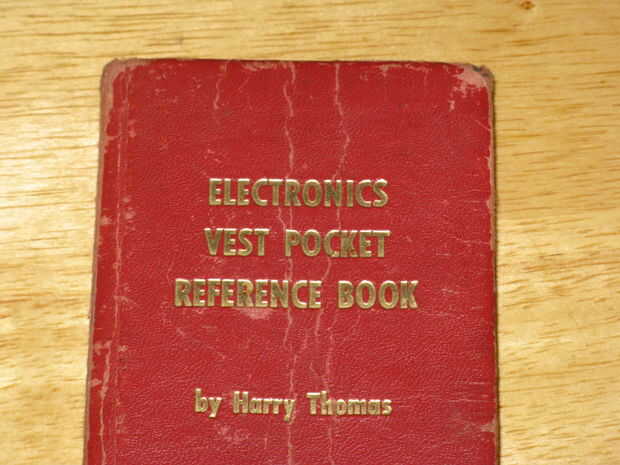 ELECTRONICS
VEST POCKET
REFERENCE BOOK
by Harry Thomas